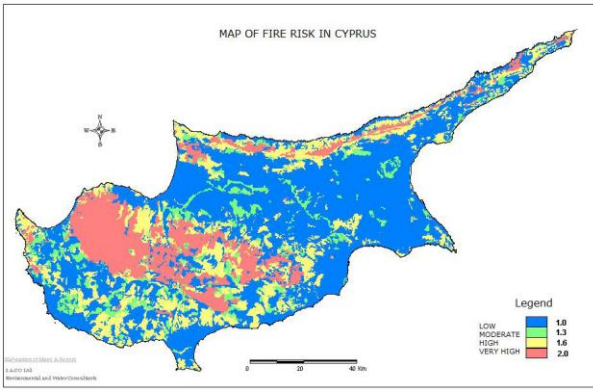 MAP OF FIRE RISK IN CYPRUS
N
W
S
Legend
LOW 1.0
MODERATE 1.3
HIGH 1.6
VERY HIGH 2.0
0 20 40 Km
Environmental and Water Consultants